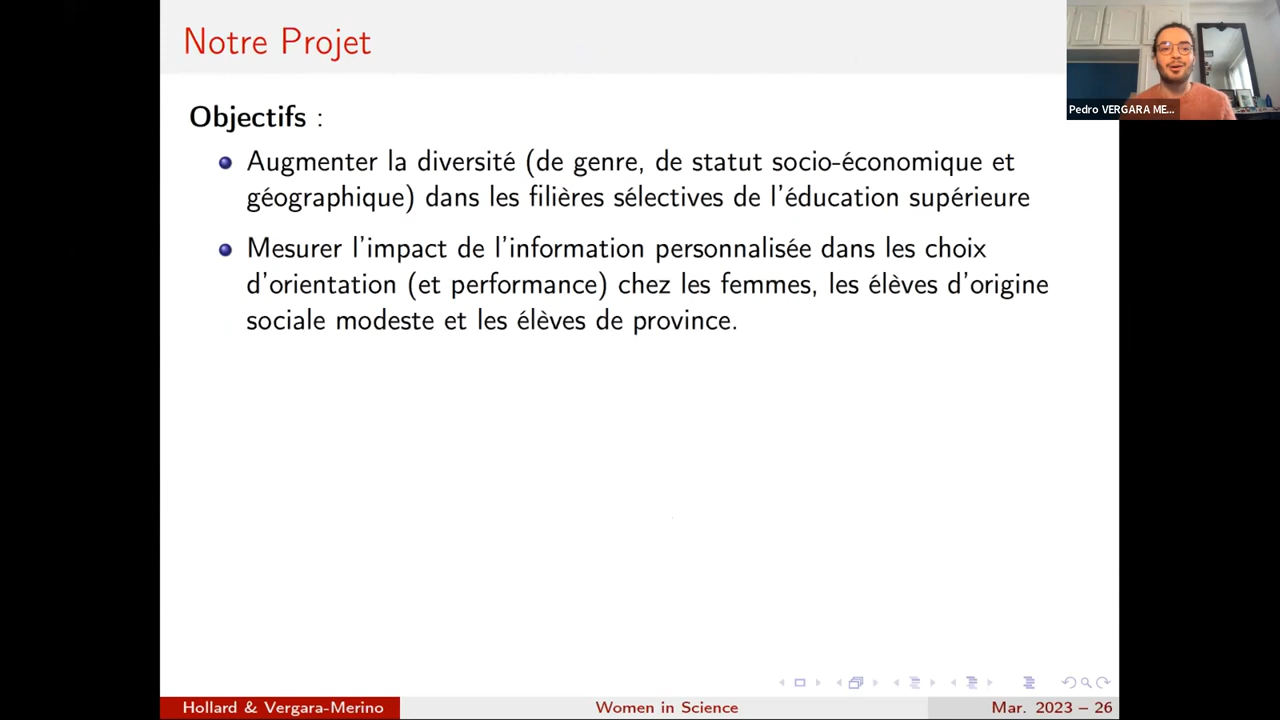 Notre Projet
Pedro VERGARA ME...
Objectifs :
Augmenter la diversité (de genre, de statut socio-économique et
géographique) dans les filières sélectives de l'éducation supérieure
Mesurer l'impact de l'information personnalisée dans les choix
d'orientation (et performance) chez les femmes, les élèves d'origine
sociale modeste et les élèves de province.
Hollard & Vergara-Merino
Women in Science
Mar. 2023 – 26